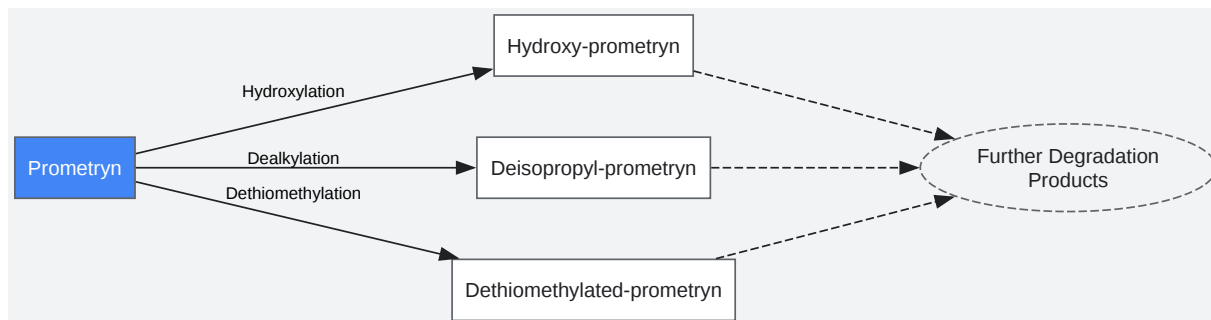 Hydroxy-prometryn
Hydroxylation
Prometryn
Dealkylation
Deisopropyl-prometryn
Further Degradation
Products
Dethiomethylation
Dethiomethylated-prometryn